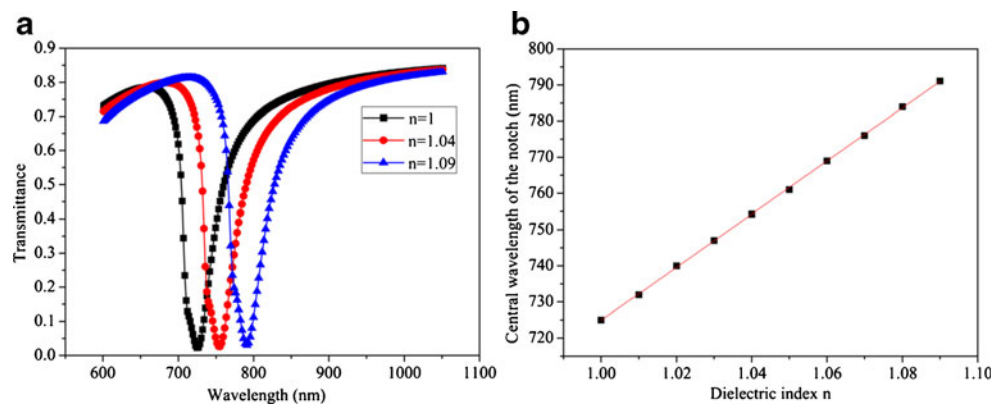 a
0.9
0.8
0.7
0.6
0.5
0.4
0.3
0.2
0.1
0.0
Transmittance
600 700 800 900 1000 1100
Wavelength (nm)
n=1
n=1.04
n=1.09
b
800
790
780
770
760
750
740
730
720
Central wavelength of the notch (nm)
1.00 1.02 1.04 1.06 1.08 1.10
Dielectric index n